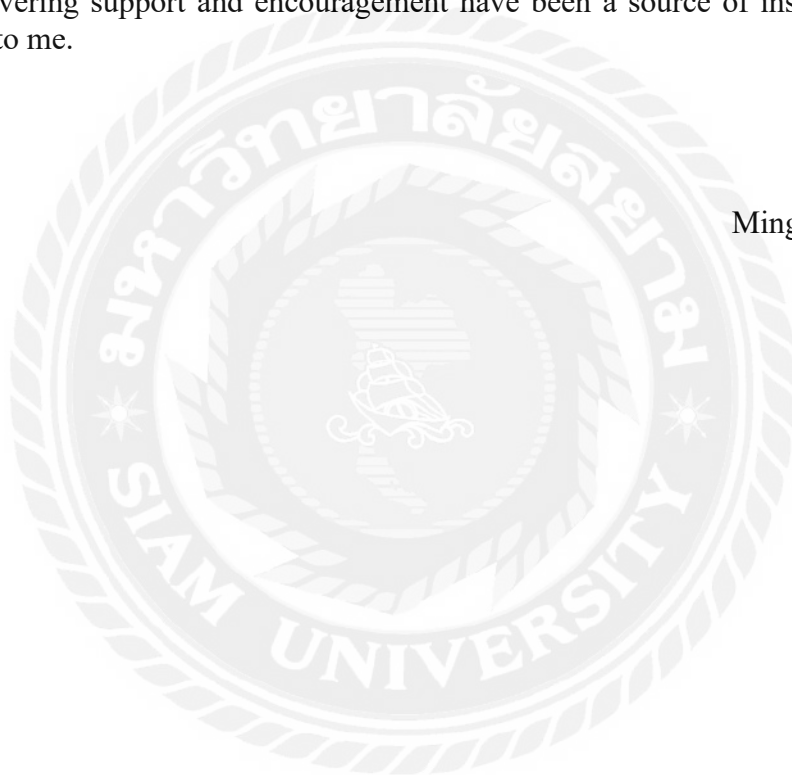 vering support and encouragement have been a source of ins
to me.
Ming
มหาวิทยาลัยสยาม
SIAM UNIVERSITY